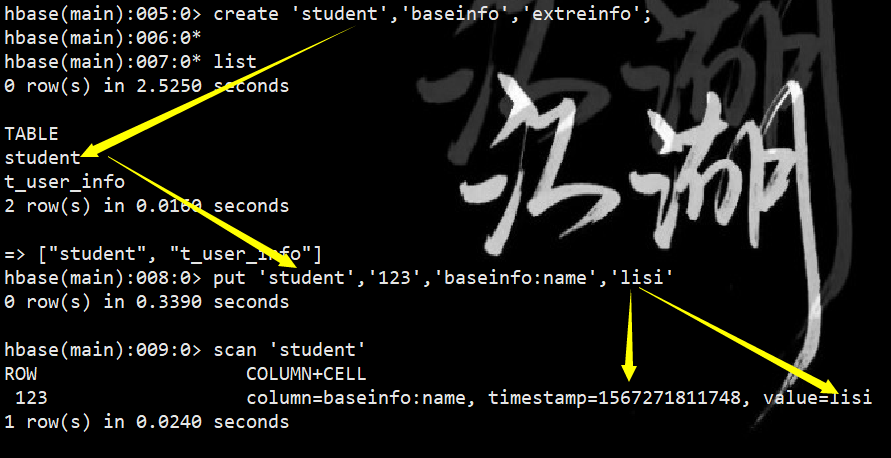 hbase(main):005:0> create 'student','baseinfo','extreinfo';
hbase(main):006:0*
hbase(main):007:0* list
0 row(s) in 2.5250 seconds
TABLE
student
t_user_info
2 row(s) in 0.0160 seconds
=> ["student", "t_user_info"]
hbase(main):008:0> put 'student','123','baseinfo:name','lisi'
0 row(s) in 0.3390 seconds
hbase(main):009:0> scan 'student'
ROW COLUMN+CELL
123 column=baseinfo:name, timestamp=1567271811748, value=lisi
1 row(s) in 0.0240 seconds
江湖